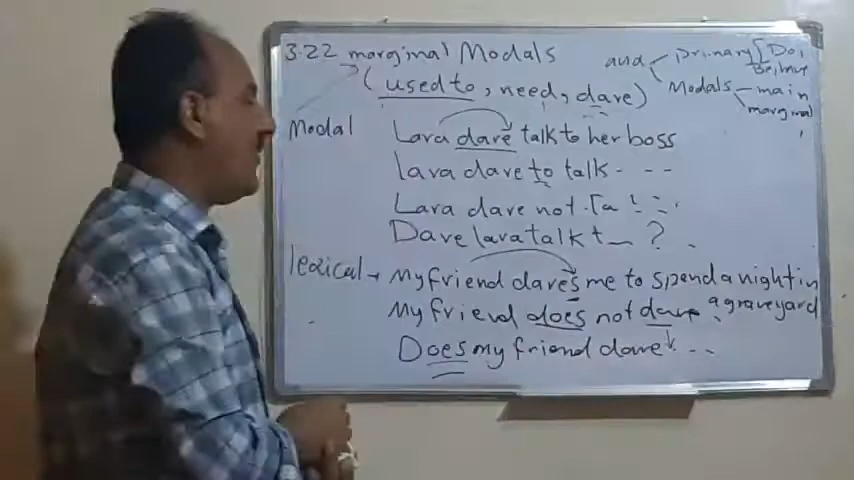 3.22 marginal Modals
(used to, need, dare)
aux primary { Do,
Be, have
Modals main
marginal
Modal Lara dare talk to her boss
lara dare to talk - - -
Lara dare not Ta
Dare lara talk t ?
lexical → My friend dares me to spend a night in
a graveyard
My friend does not dare
Does my friend dare